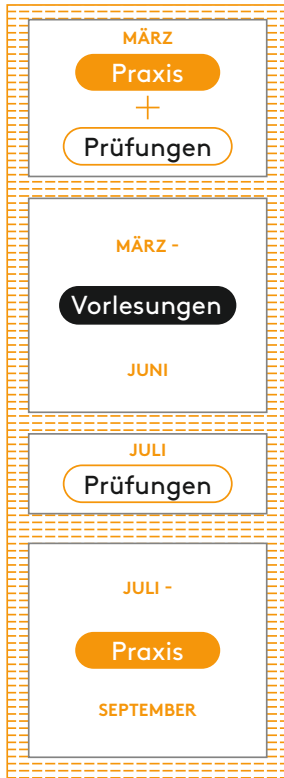 MÄRZ
Praxis
+
Prüfungen
MÄRZ -
Vorlesungen
JUNI
JULI
Prüfungen
JULI -
Praxis
SEPTEMBER